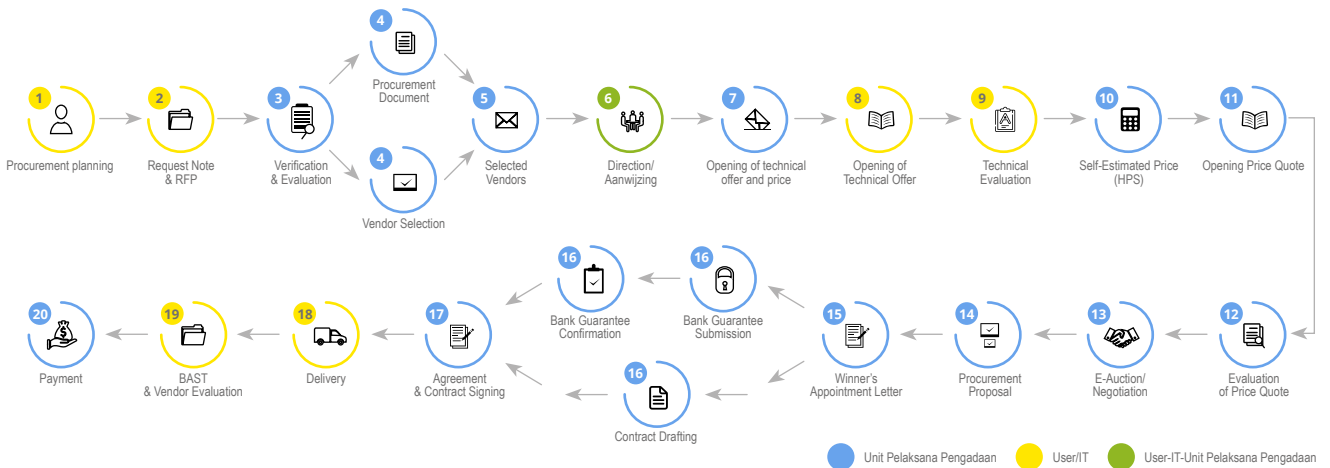 4
Procurement
Document
1
Procurement planning
2
Request Note
& RFP
3
Verification
& Evaluation
4
Vendor Selection
5
Selected
Vendors
6
Direction/
Aanwijzing
7
Opening of technical
offer and price
8
Opening of
Technical Offer
9
Technical
Evaluation
10
Self-Estimated Price
(HPS)
11
Opening Price Quote
12
Evaluation
of Price Quote
13
E-Auction/
Negotiation
14
Procurement
Proposal
15
Winner's
Appointment Letter
16
Bank Guarantee
Submission
16
Bank Guarantee
Confirmation
16
Contract Drafting
17
Agreement
& Contract Signing
18
Delivery
19
BAST
& Vendor Evaluation
20
Payment
Unit Pelaksana Pengadaan
User/IT
User-IT-Unit Pelaksana Pengadaan